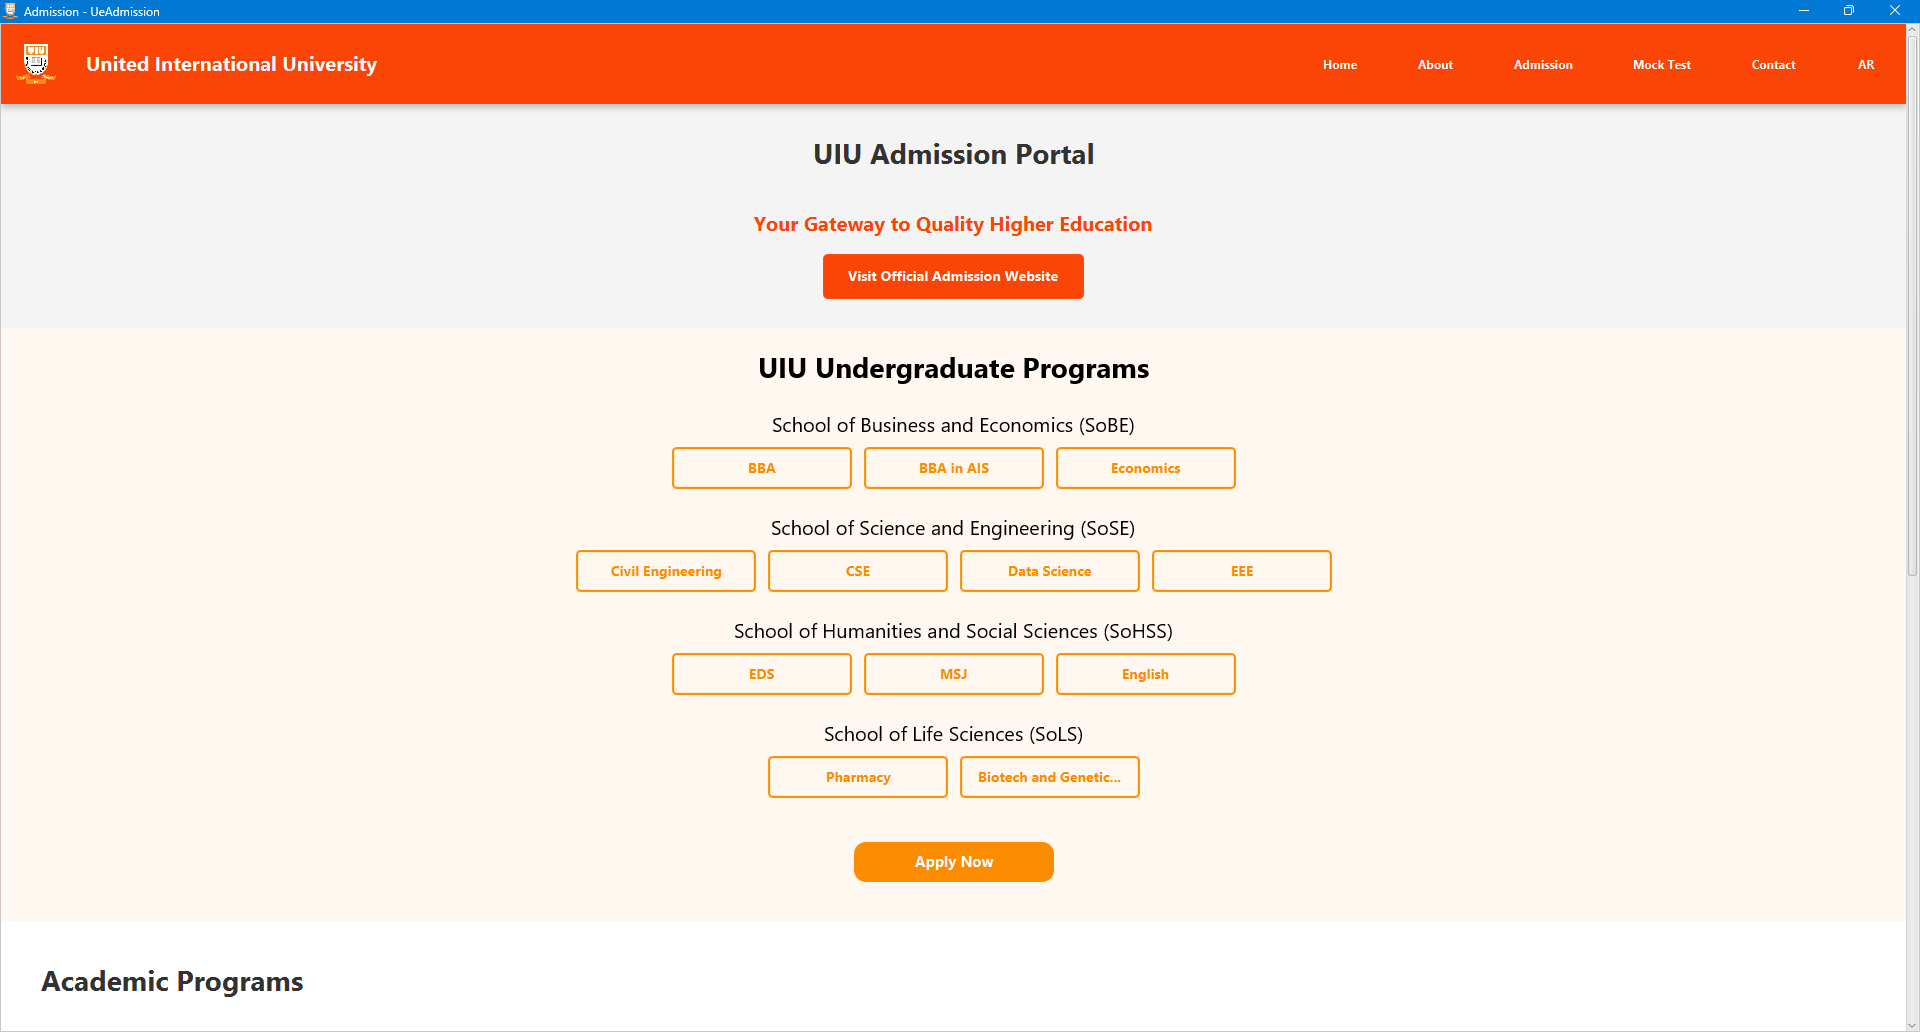 Admission - UeAdmission
UIU
United International University
Home About Admission Mock Test Contact AR
UIU Admission Portal
Your Gateway to Quality Higher Education
Visit Official Admission Website
UIU Undergraduate Programs
School of Business and Economics (SoBE)
BBA BBA in AIS Economics
School of Science and Engineering (SoSE)
Civil Engineering CSE Data Science EEE
School of Humanities and Social Sciences (SoHSS)
EDS MSJ English
School of Life Sciences (SoLS)
Pharmacy Biotech and Genetic...
Apply Now
Academic Programs